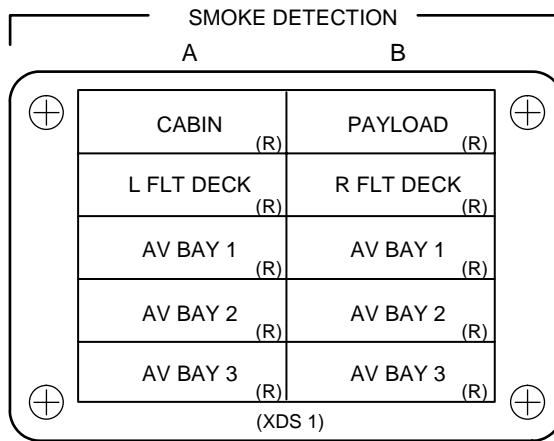 SMOKE DETECTION
A B
CABIN (R) PAYLOAD (R)
L FLT DECK (R) R FLT DECK (R)
AV BAY 1 (R) AV BAY 1 (R)
AV BAY 2 (R) AV BAY 2 (R)
AV BAY 3 (R) AV BAY 3 (R)
(XDS 1)